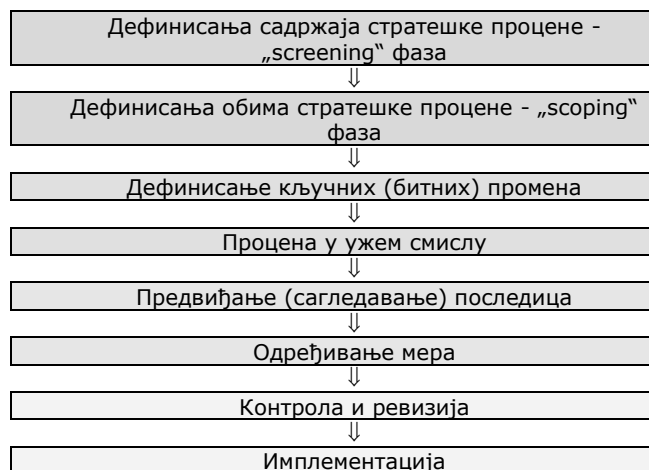 Дефинисања садржаја стратешке процене -
„screening“ фаза
⇓
Дефинисања обима стратешке процене - „scoping“
фаза
⇓
Дефинисање кључних (битних) промена
⇓
Процена у ужем смислу
⇓
Предвиђање (сагледавање) последица
⇓
Одређивање мера
⇓
Контрола и ревизија
⇓
Имплементација